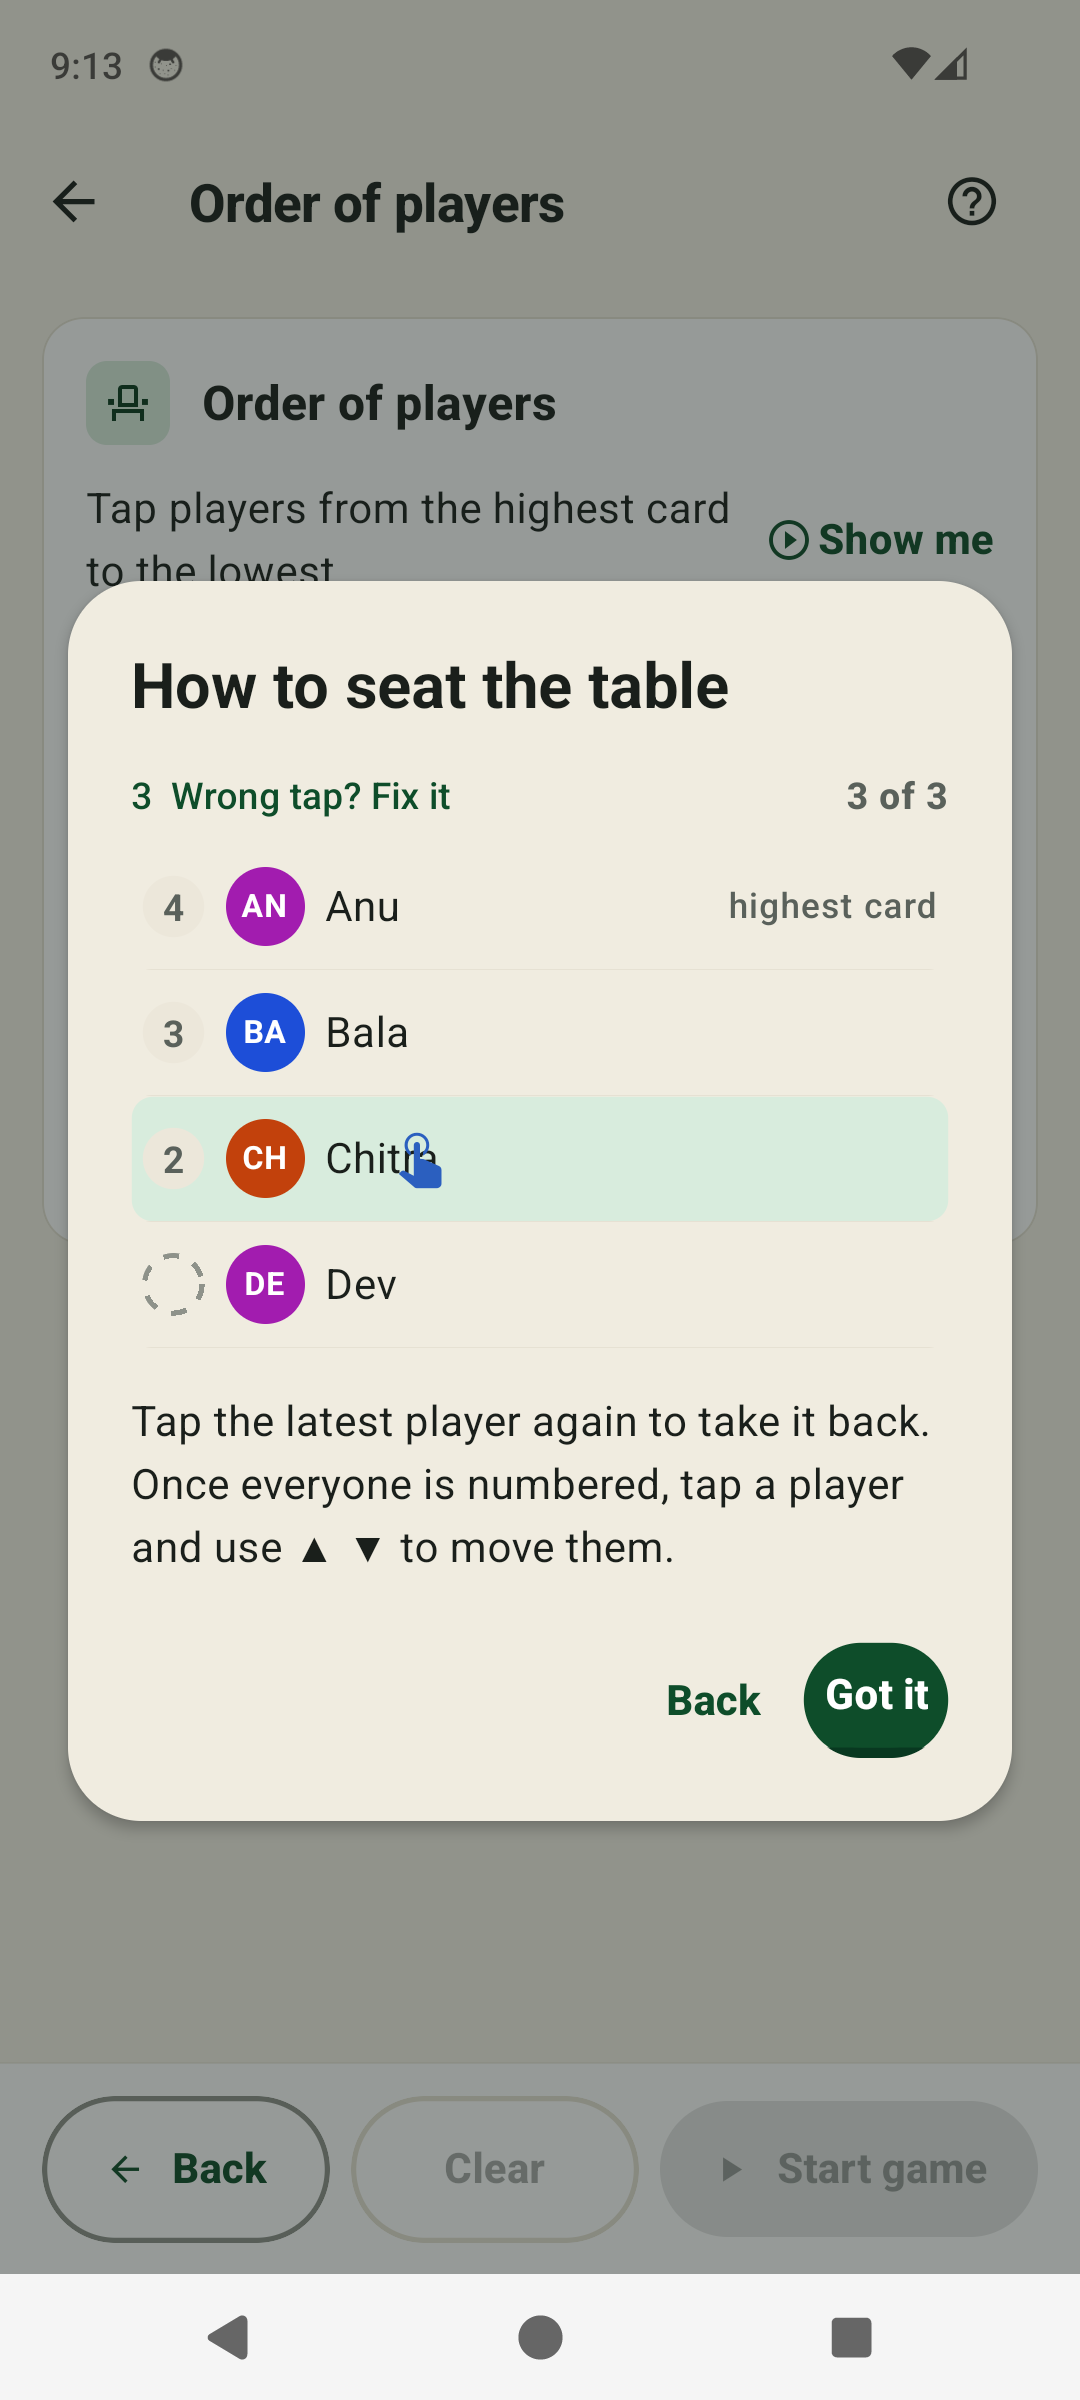 9:13
Order of players
Order of players
Tap players from the highest card
to the lowest
Show me
How to seat the table
3 Wrong tap? Fix it
3 of 3
4 AN Anu highest card
3 BA Bala
2 CH Chitra
DE Dev
Tap the latest player again to take it back.
Once everyone is numbered, tap a player
and use ▲ ▼ to move them.
Back Got it
Back Clear Start game